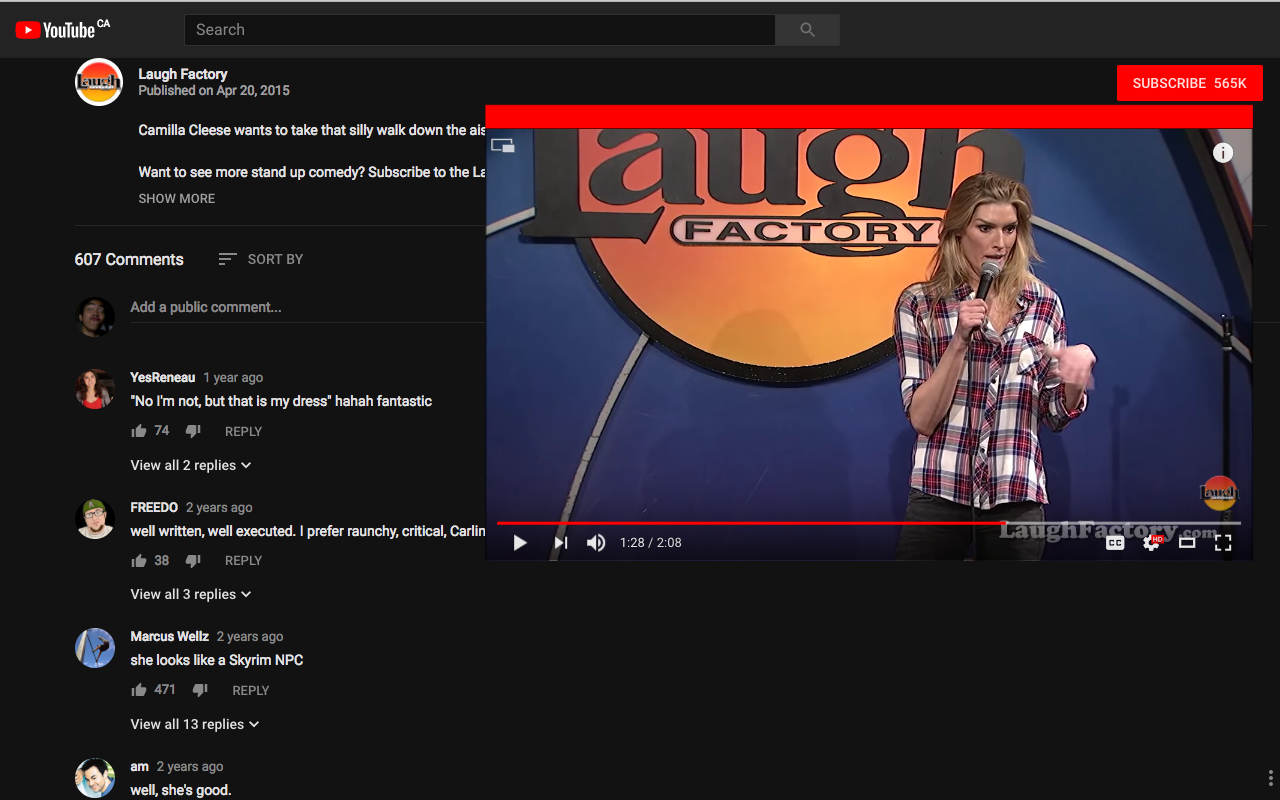 YouTube CA
Search
Laugh Factory
Published on Apr 20, 2015
SUBSCRIBE 565K
Camilla Cleese wants to take that silly walk down the ais
Want to see more stand up comedy? Subscribe to the La
SHOW MORE
Laugh
FACTORY
607 Comments
SORT BY
Add a public comment...
YesReneau 1 year ago
"No I'm not, but that is my dress" hahah fantastic
74 REPLY
View all 2 replies
FREEDO 2 years ago
well written, well executed. I prefer raunchy, critical, Carlin
38 REPLY
View all 3 replies
Laugh
LaughFactory.com
1:28 / 2:08
CC
HD
Marcus Wellz 2 years ago
she looks like a Skyrim NPC
471 REPLY
View all 13 replies
am 2 years ago
well, she's good.